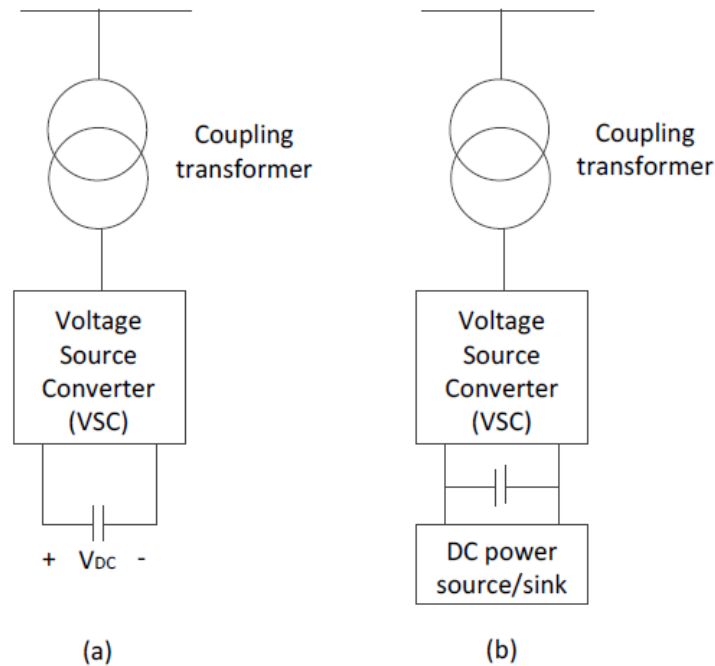 Coupling
transformer
Voltage
Source
Converter
(VSC)
+ VDC -
(a)
Coupling
transformer
Voltage
Source
Converter
(VSC)
DC power
source/sink
(b)